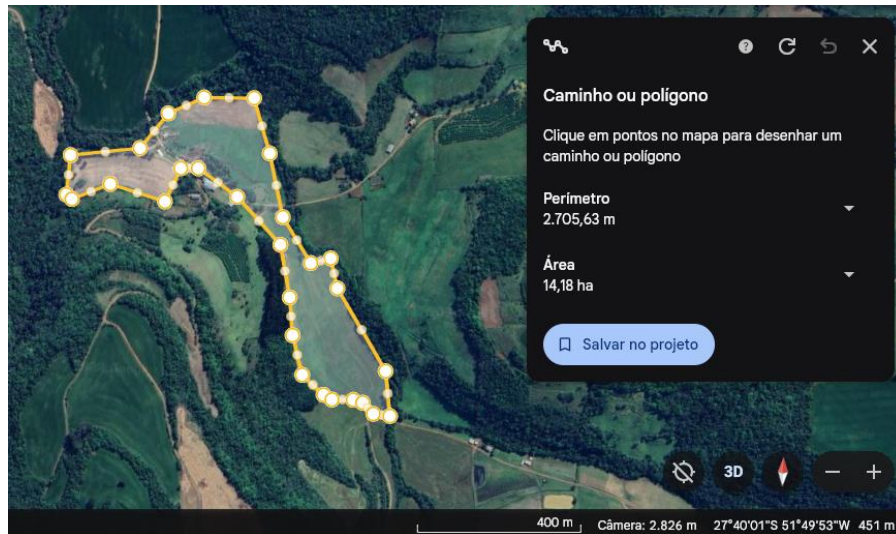 Caminho ou polígono
Clique em pontos no mapa para desenhar um
caminho ou polígono
Perímetro
2.705,63 m
Área
14,18 ha
Salvar no projeto
3D
400 m Câmera: 2.826 m 27°40'01"S 51°49'53"W 451 m